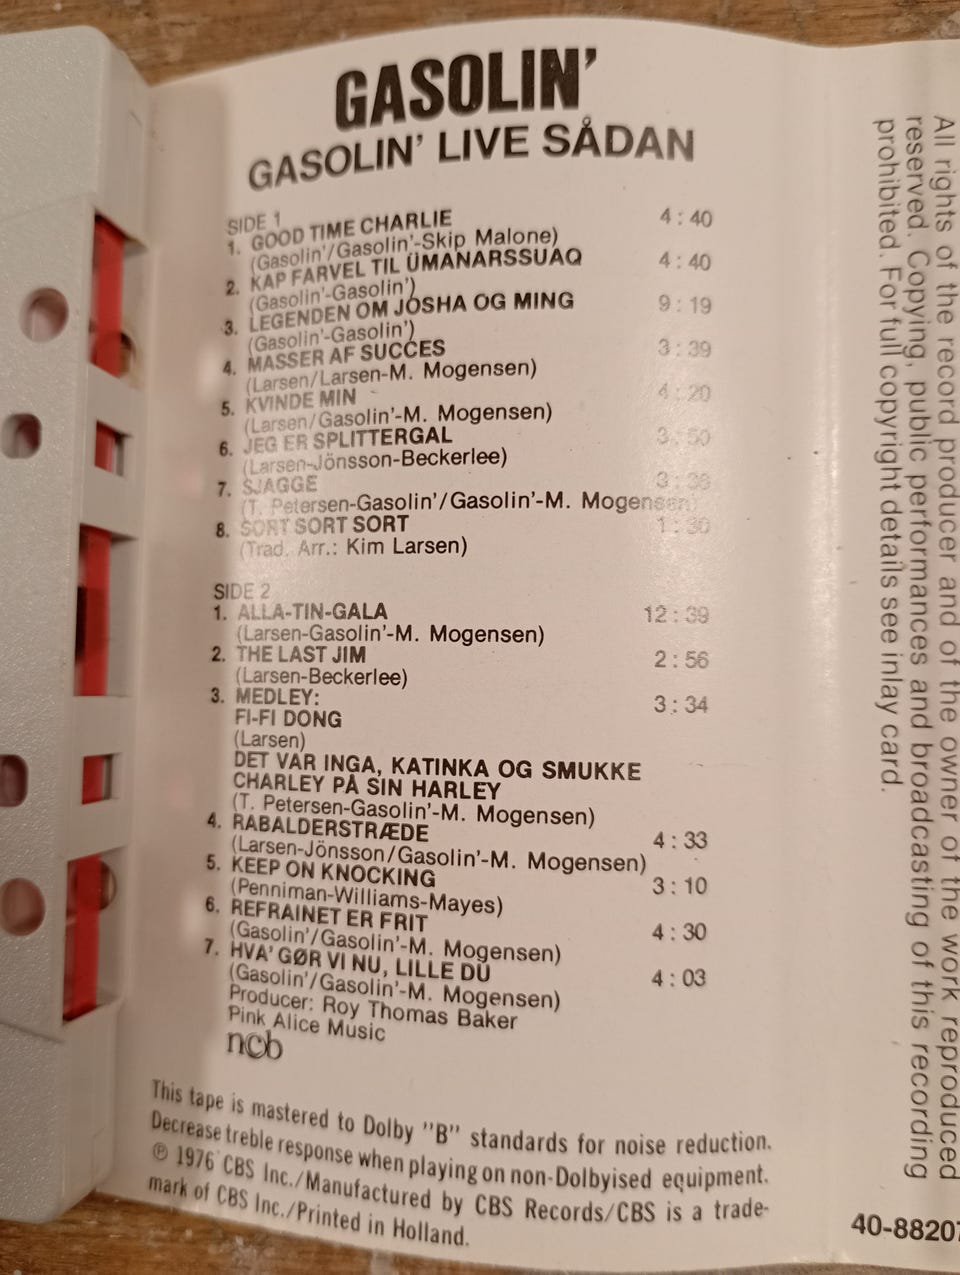 GASOLIN'
GASOLIN' LIVE SÅDAN
SIDE 1
1. GOOD TIME CHARLIE 4:40
(Gasolin'/Gasolin'-Skip Malone)
2. KAP FARVEL TIL ÜMANARSSUAQ 4:40
(Gasolin'-Gasolin')
3. LEGENDEN OM JOSHA OG MING 9:19
(Gasolin'-Gasolin')
4. MASSER AF SUCCES 3:39
(Larsen/Larsen-M. Mogensen)
5. KVINDE MIN 4:20
(Larsen/Gasolin'-M. Mogensen)
6. JEG ER SPLITTERGAL 3:50
(Larsen-Jönsson-Beckerlee)
7. SJAGGE 3:38
(T. Petersen-Gasolin'/Gasolin'-M. Mogensen)
8. SORT SORT SORT 1:30
(Trad. Arr.: Kim Larsen)
SIDE 2
1. ALLA-TIN-GALA 12:39
(Larsen-Gasolin'-M. Mogensen)
2. THE LAST JIM 2:56
(Larsen-Beckerlee)
3. MEDLEY: 3:34
FI-FI DONG
(Larsen)
DET VAR INGA, KATINKA OG SMUKKE
CHARLEY PÅ SIN HARLEY
(T. Petersen-Gasolin'-M. Mogensen)
4. RABALDERSTRÆDE 4:33
(Larsen-Jönsson/Gasolin'-M. Mogensen)
5. KEEP ON KNOCKING 3:10
(Penniman-Williams-Mayes)
6. REFRAINET ER FRIT 4:30
(Gasolin'/Gasolin'-M. Mogensen)
7. HVA' GØR VI NU, LILLE DU 4:03
(Gasolin'/Gasolin'-M. Mogensen)
Producer: Roy Thomas Baker
Pink Alice Music
ncb
This tape is mastered to Dolby "B" standards for noise reduction.
Decrease treble response when playing on non-Dolbyised equipment.
℗ 1976 CBS Inc./Manufactured by CBS Records/CBS is a trade-
mark of CBS Inc./Printed in Holland.
All rights of the record producer and of the owner of the work reproduced
reserved. Copying, public performances and broadcasting of this recording
prohibited. For full copyright details see inlay card.
40-88207